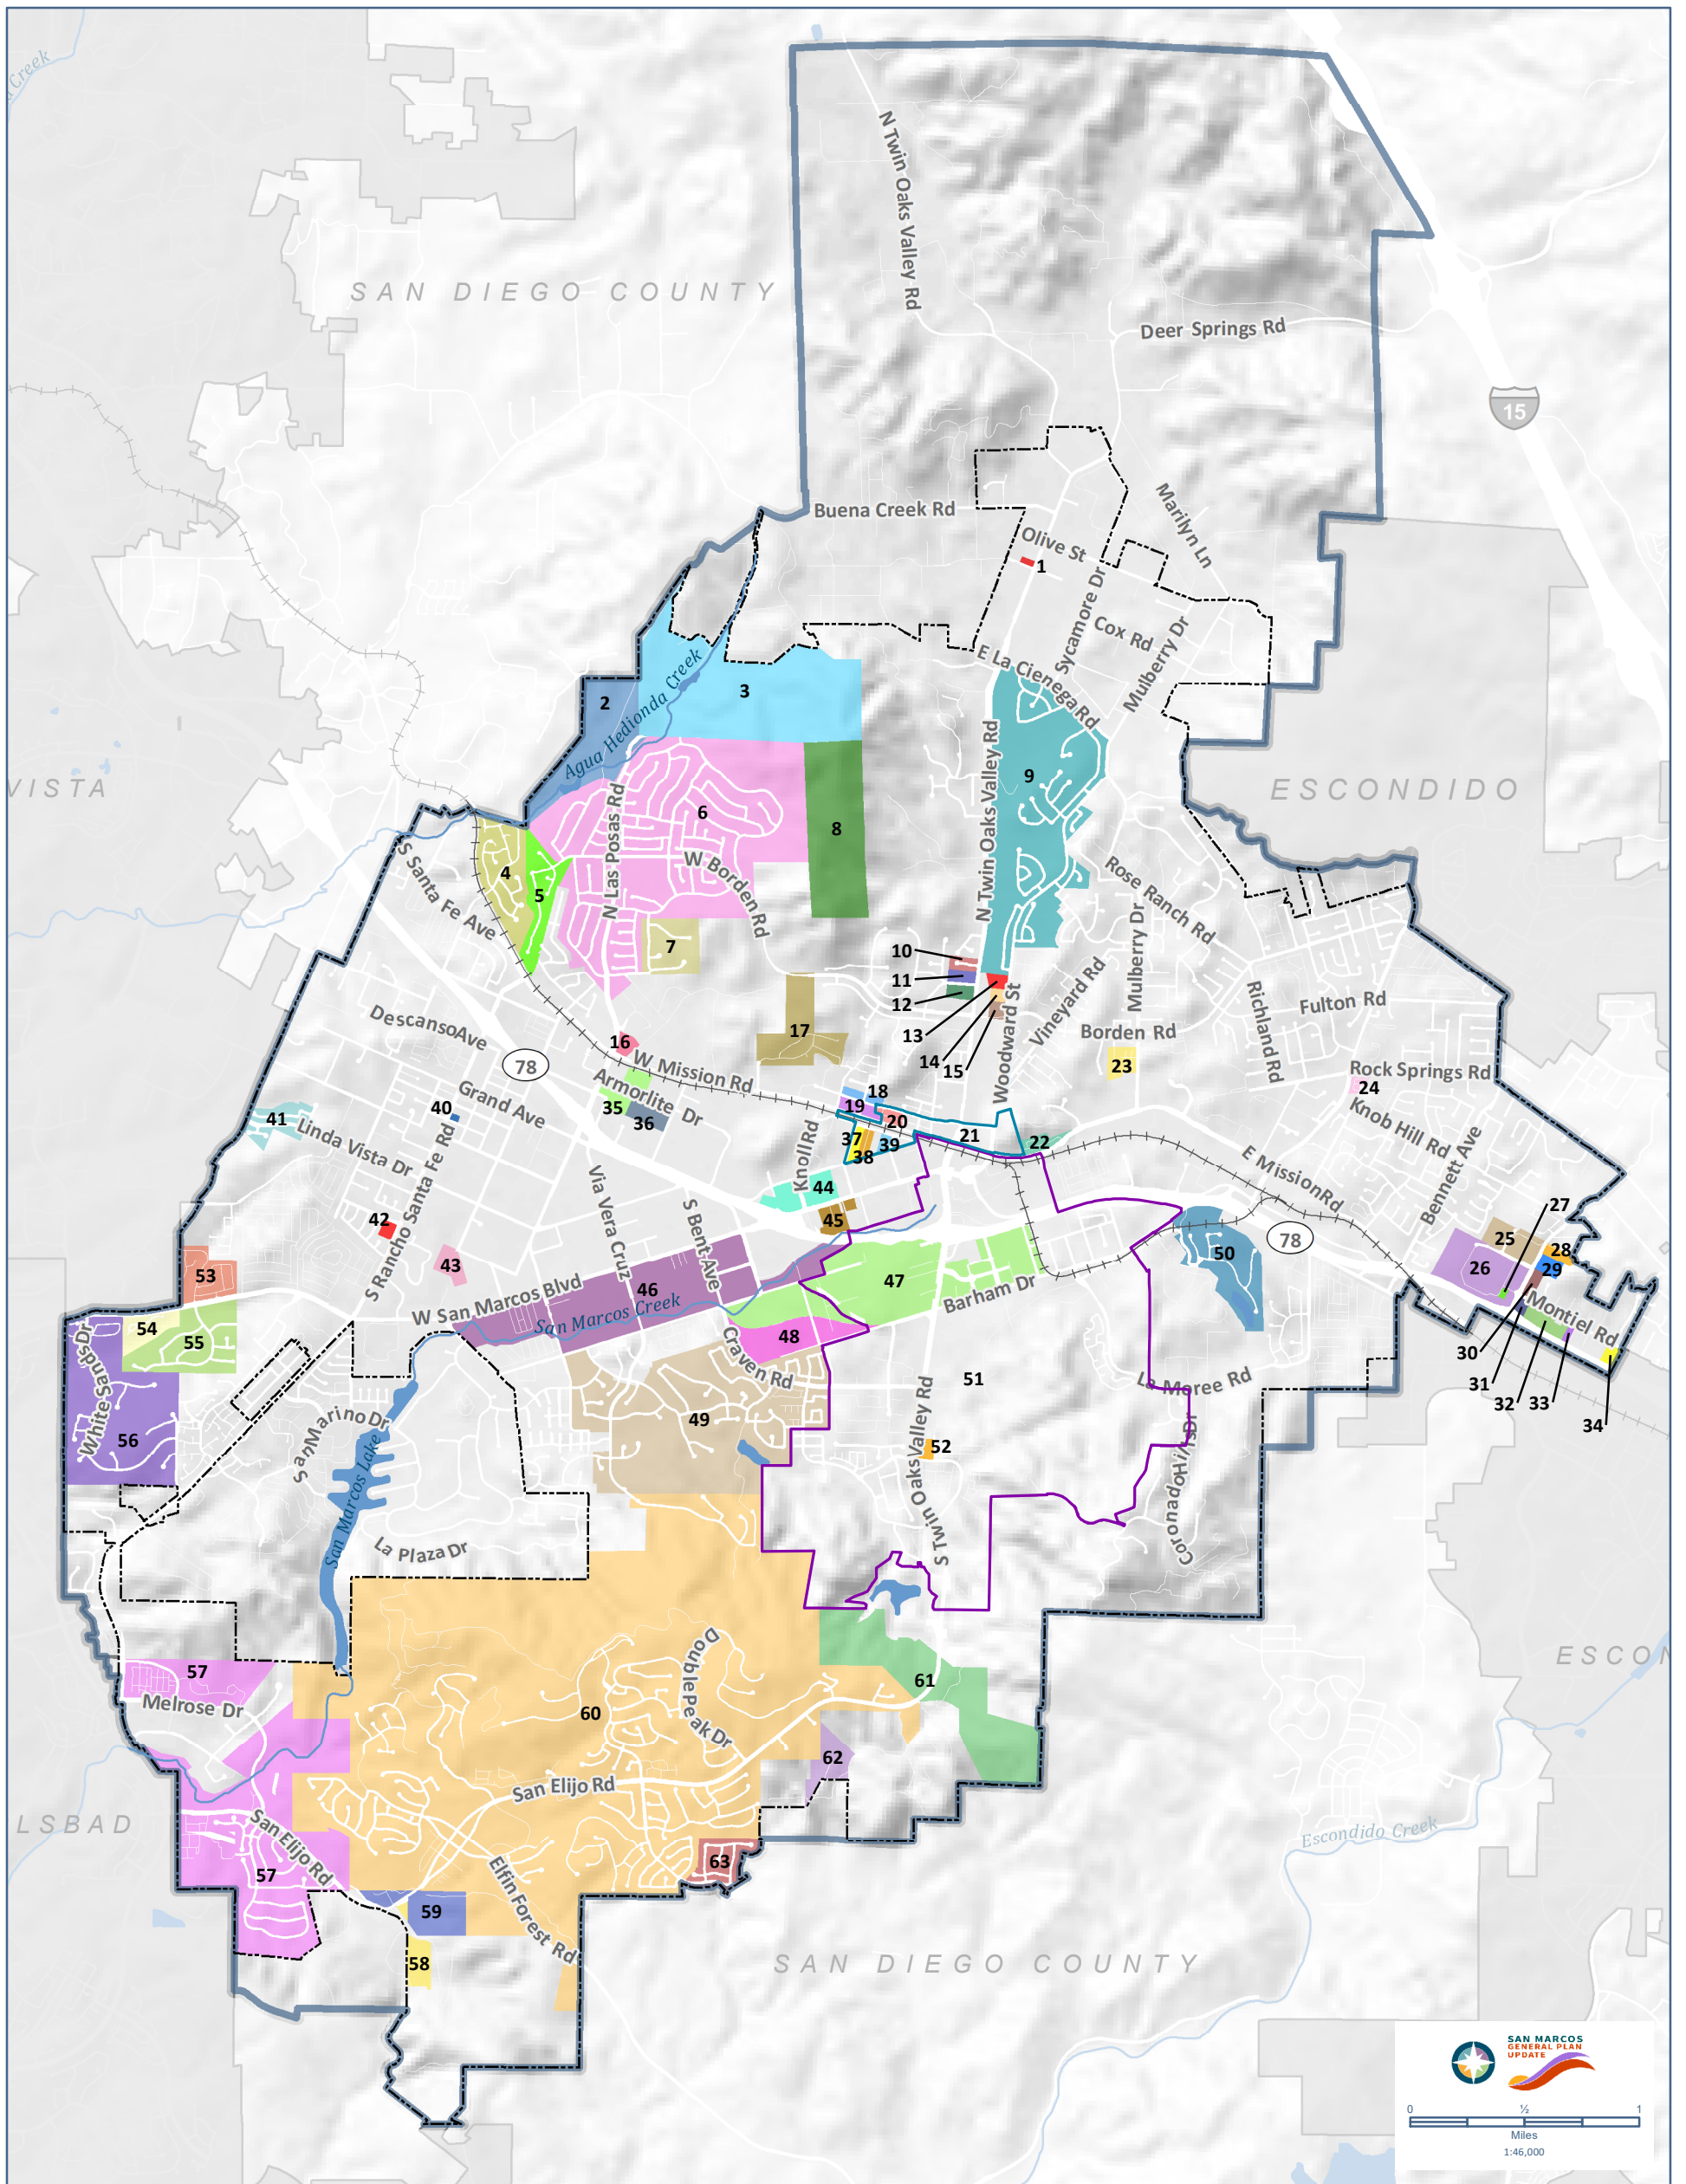 Creek
N Twin Oaks Valley Rd
SAN DIEGO COUNTY
Deer Springs Rd
15
Buena Creek Rd
Marilyn Ln
Olive St
1
Sycamore Dr
Cox Rd
Mulberry Dr
E La Cienega Rd
3
2
Agua Hedionda Creek
N Twin Oaks Valley Rd
9
VISTA
ESCONDIDO
N Las Posas Rd
6
8
S Santa Fe Ave
4
5
W Borden Rd
Rose Ranch Rd
7
Mulberry Dr
10
11
12
13
14
15
Woodward St
Vineyard Rd
Richland Rd
Fulton Rd
Descanso Ave
17
Borden Rd
16
78
W Mission Rd
23
Rock Springs Rd
24
Armorlite Dr
Grand Ave
18
19
40
35
36
41
Linda Vista Dr
Knoll Rd
20
21
22
37
38
39
Knob Hill Rd
Bennett Ave
E Mission Rd
S Rancho Santa Fe Rd
Via Vera Cruz
44
S Bent Ave
45
42
27
25
28
50
78
43
53
26
29
46
47
W San Marcos Blvd
San Marcos Creek
Barham Dr
Montiel Rd
54
55
48
Craven Rd
30
31
32
33
34
White Sands Dr
51
La Moree Rd
San Marino Dr
49
56
S Twin Oaks Valley Rd
52
Coronado Hills Dr
San Marcos Lake
La Plaza Dr
57
Double Peak Dr
61
ESCON
Melrose Dr
60
62
San Elijo Rd
LSBAD
San Elijo Rd
Escondido Creek
63
57
Elfin Forest Rd
59
58
SAN DIEGO COUNTY
SAN MARCOS
GENERAL PLAN
UPDATE
0 ½ 1
Miles
1:46,000